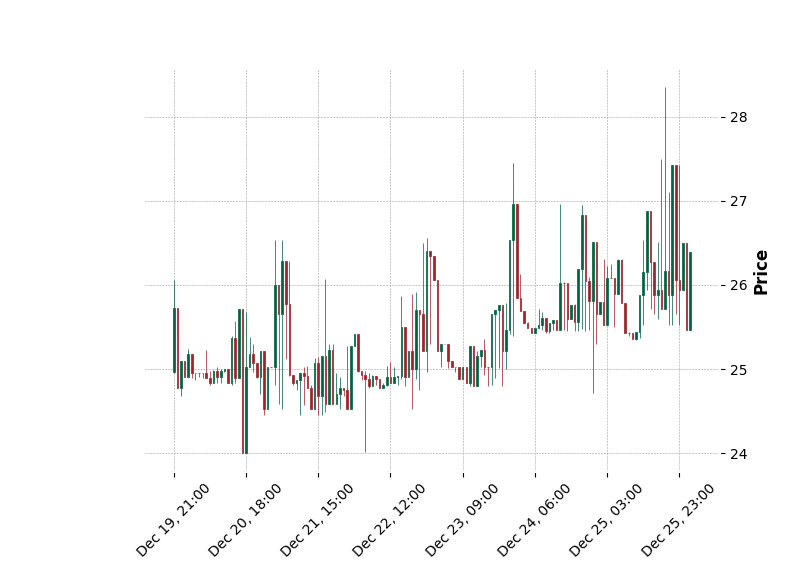 28
27
26
25
24
Price
Dec 19, 21:00
Dec 20, 18:00
Dec 21, 15:00
Dec 22, 12:00
Dec 23, 09:00
Dec 24, 06:00
Dec 25, 03:00
Dec 25, 23:00